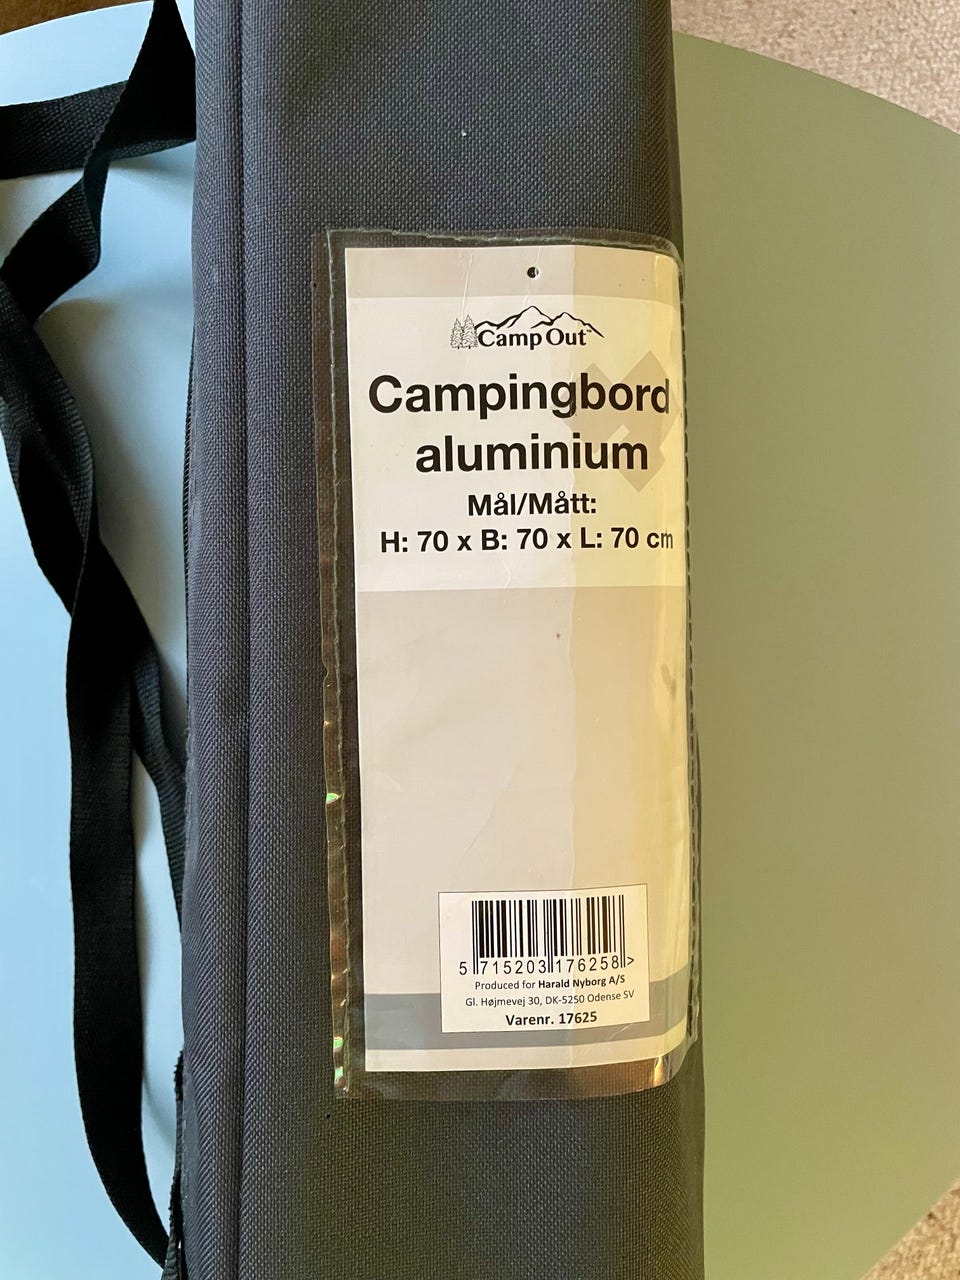 Camp Out™
Campingbord
aluminium
Mål/Mått:
H: 70 x B: 70 x L: 70 cm
5 715203 176258 >
Produced for Harald Nyborg A/S
Gl. Højmevej 30, DK-5250 Odense SV
Varenr. 17625